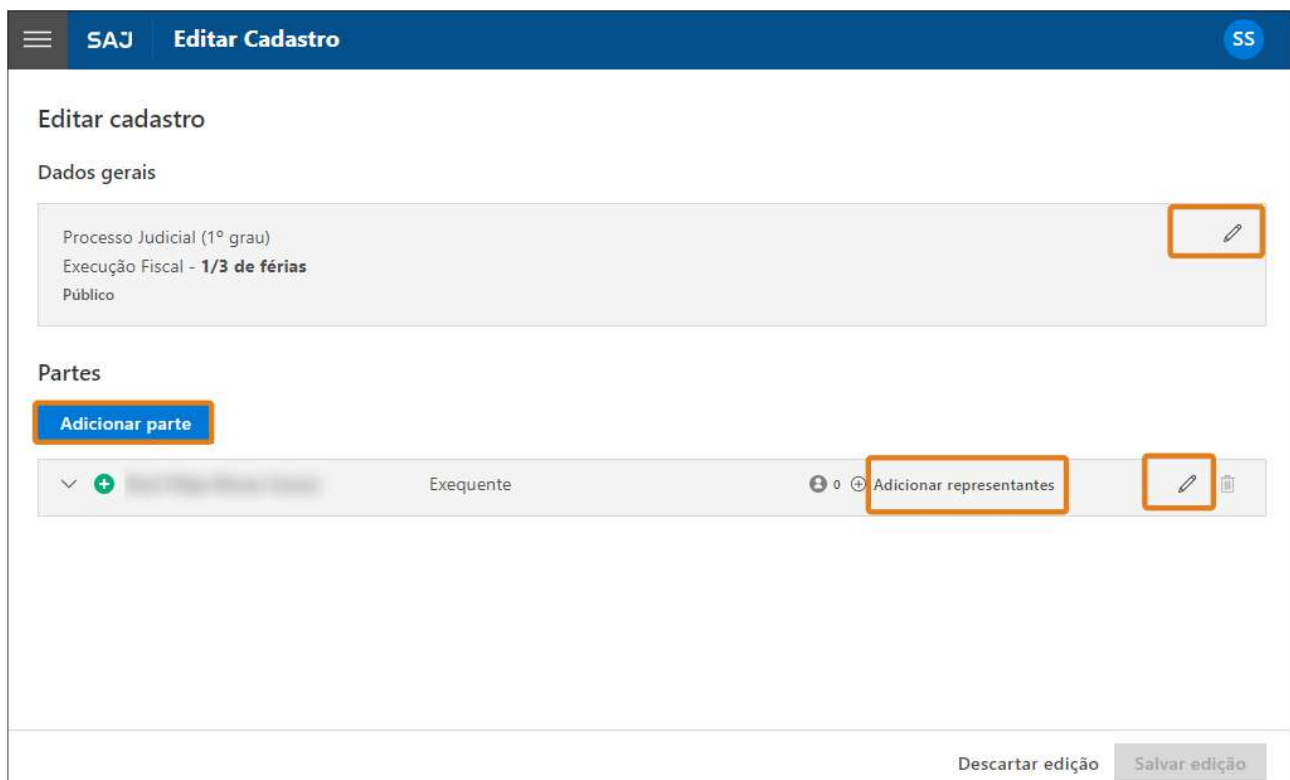 SAJ Editar Cadastro SS
Editar cadastro
Dados gerais
Processo Judicial (1º grau)
Execução Fiscal - 1/3 de férias
Público
Partes
Adicionar parte
Exequente 0 Adicionar representantes
Descartar edição Salvar edição